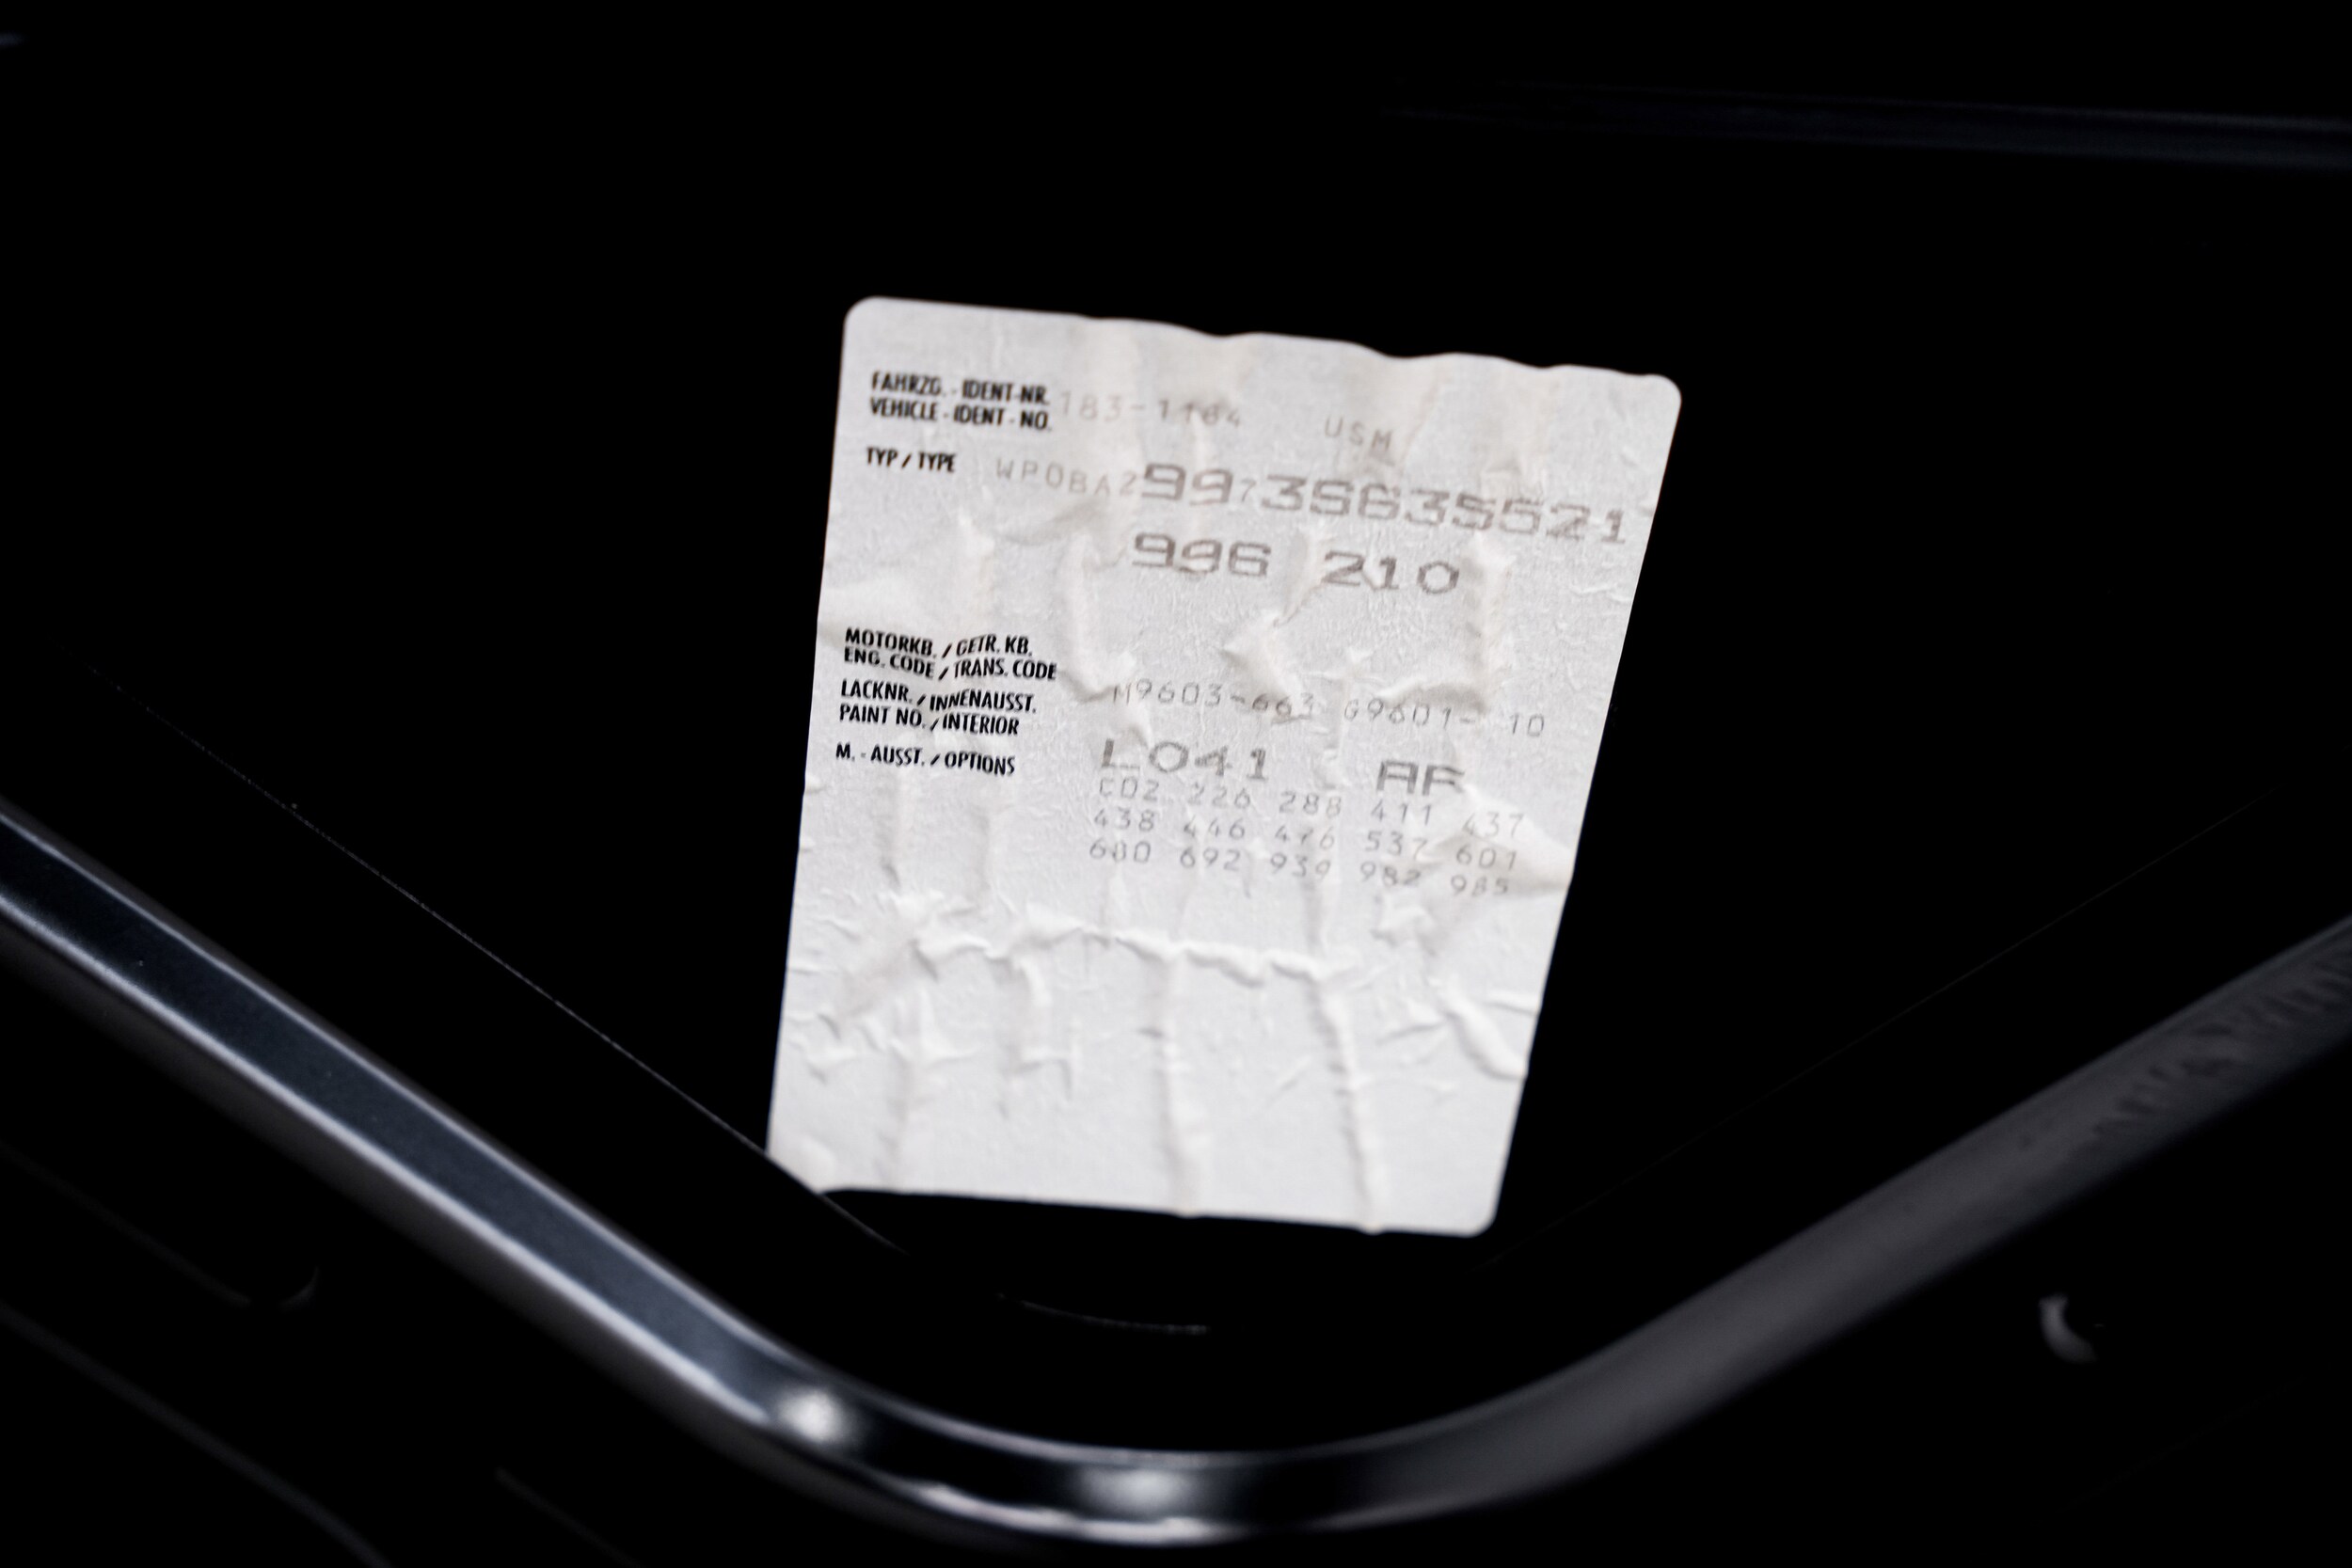 FAHRZG. - IDENT-NR. 183-1164 USM
VEHICLE - IDENT - NO.
TYP / TYPE WP0BA29973S635521
996 210
MOTORKB. / GETR. KB.
ENG. CODE / TRANS. CODE
LACKNR. / INNENAUSST. M9603-663 G9601- 10
PAINT NO. / INTERIOR
M. - AUSST. / OPTIONS L041 AF
C02 226 288 411 437
438 446 476 537 601
680 692 939 982 985